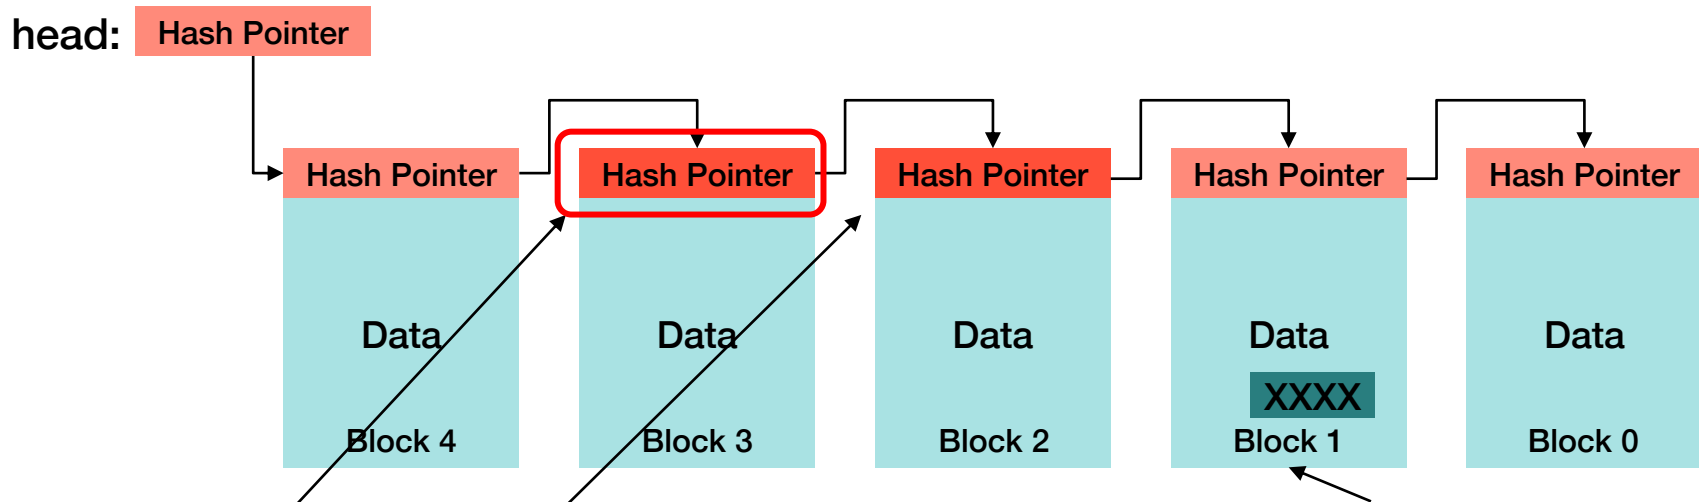 head: Hash Pointer
Hash Pointer Hash Pointer Hash Pointer Hash Pointer Hash Pointer
Data Data Data Data Data
XXXX
Block 4 Block 3 Block 2 Block 1 Block 0